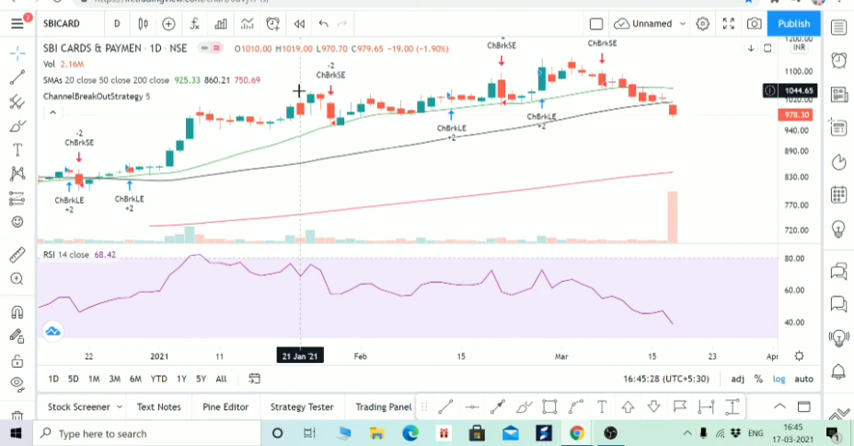 SBICARD D Unnamed Publish
SBI CARDS & PAYMEN · 1D · NSE O1010.00 H1019.00 L970.70 C979.65 -19.00 (-1.90%) INR
Vol 2.16M
SMAs 20 close 50 close 200 close 925.33 860.21 750.69
ChannelBreakOutStrategy 5
-2
ChBrkSE
ChBrkSE
ChBrkSE
-2
ChBrkSE
ChBrkLE
+2
ChBrkLE
+2
ChBrkLE
+2
ChBrkLE
+2
1200.00
1100.00
1044.65
1020.00
978.30
940.00
890.00
830.00
770.00
720.00
RSI 14 close 68.42
80.00
60.00
40.00
22 2021 11 21 Jan '21 Feb 15 Mar 15 23 Ap
1D 5D 1M 3M 6M YTD 1Y 5Y All 16:45:28 (UTC+5:30) adj % log auto
Stock Screener Text Notes Pine Editor Strategy Tester Trading Panel
Type here to search ENG 16:45
17-03-2021